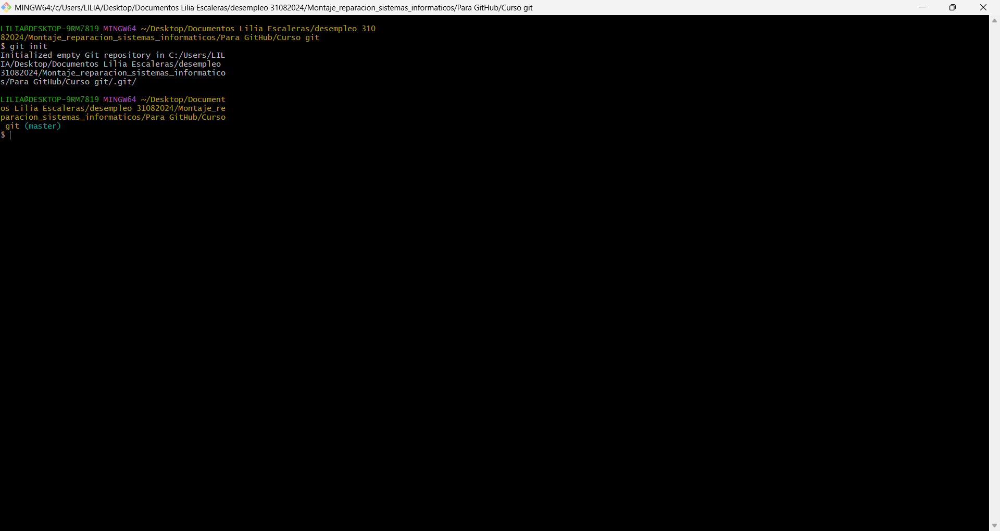 MINGW64:/c/Users/LILIA/Desktop/Documentos Lilia Escaleras/desempleo 31082024/Montaje_reparacion_sistemas_informaticos/Para GitHub/Curso git
LILIA@DESKTOP-9RM7819 MINGW64 ~/Desktop/Documentos Lilia Escaleras/desempleo 310
82024/Montaje_reparacion_sistemas_informaticos/Para GitHub/Curso git
$ git init
Initialized empty Git repository in C:/Users/LIL
IA/Desktop/Documentos Lilia Escaleras/desempleo
31082024/Montaje_reparacion_sistemas_informatico
s/Para GitHub/Curso git/.git/
LILIA@DESKTOP-9RM7819 MINGW64 ~/Desktop/Document
os Lilia Escaleras/desempleo 31082024/Montaje_re
paracion_sistemas_informaticos/Para GitHub/Curso
 git (master)
$